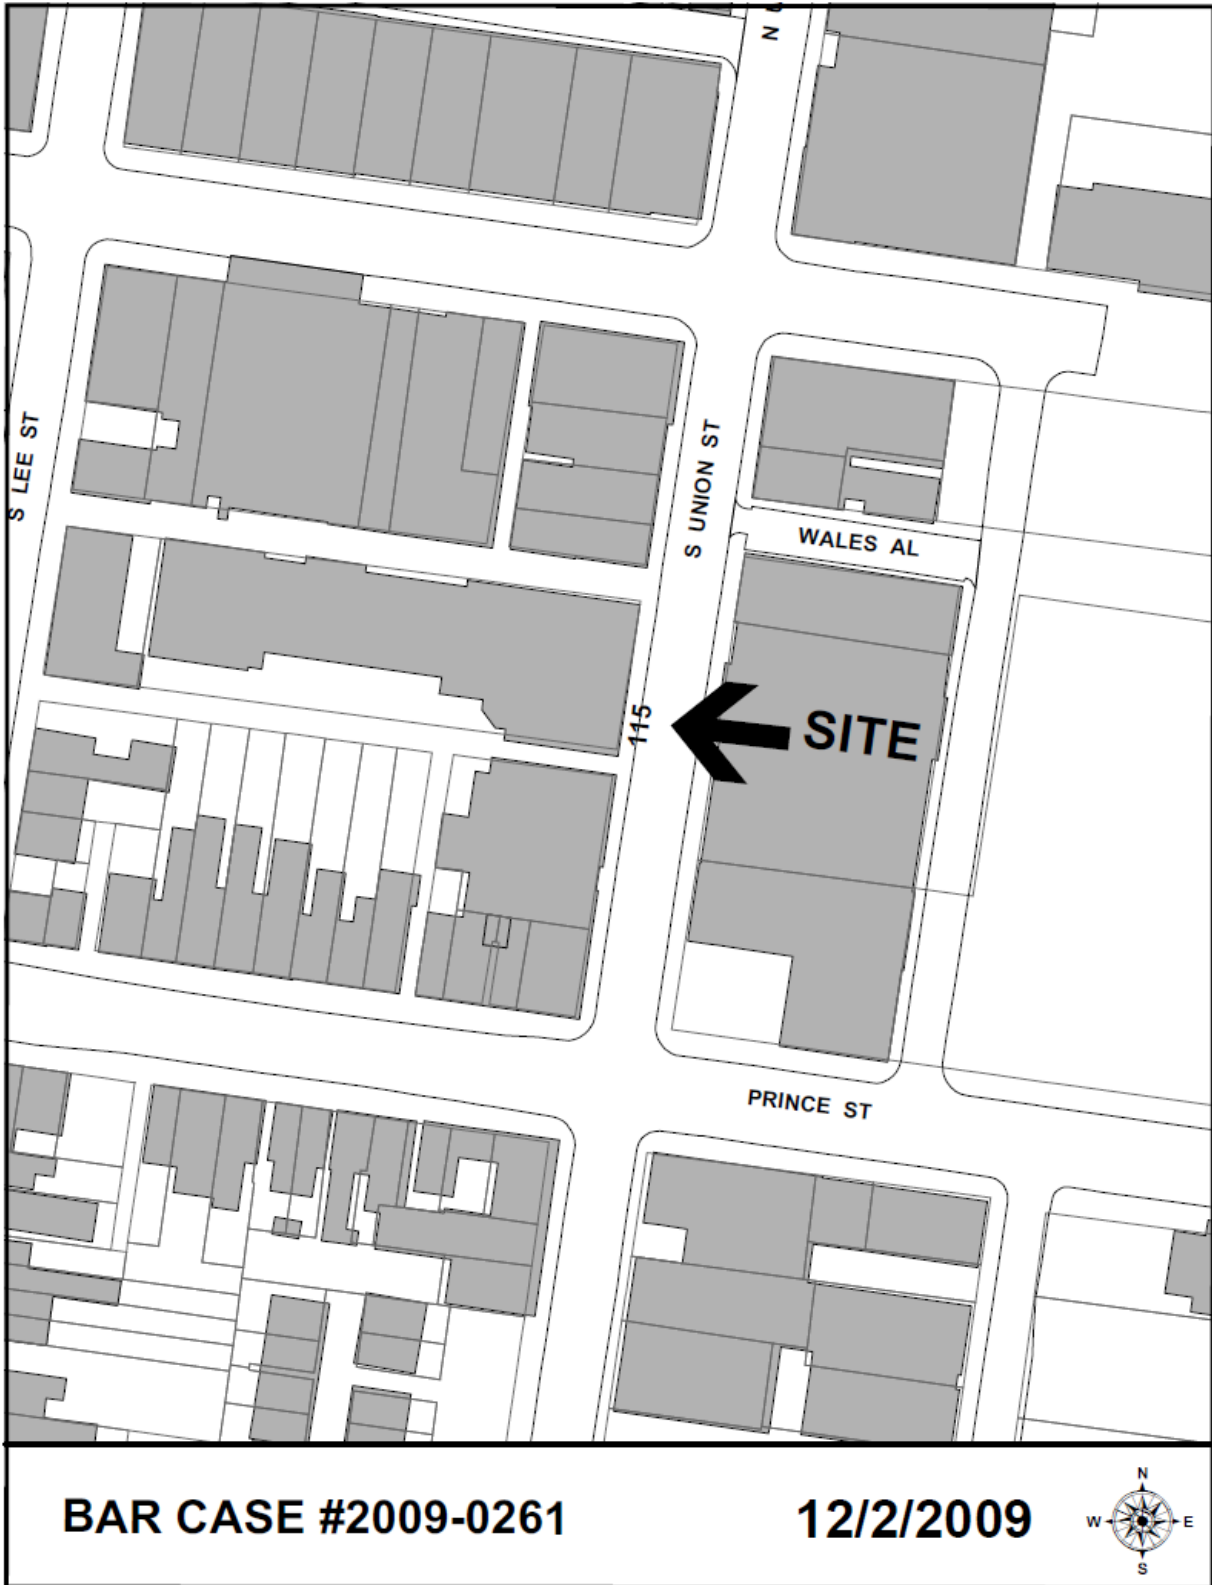 N
S LEE ST
S UNION ST
WALES AL
115
SITE
PRINCE ST
BAR CASE #2009-0261
12/2/2009
N
W E
S